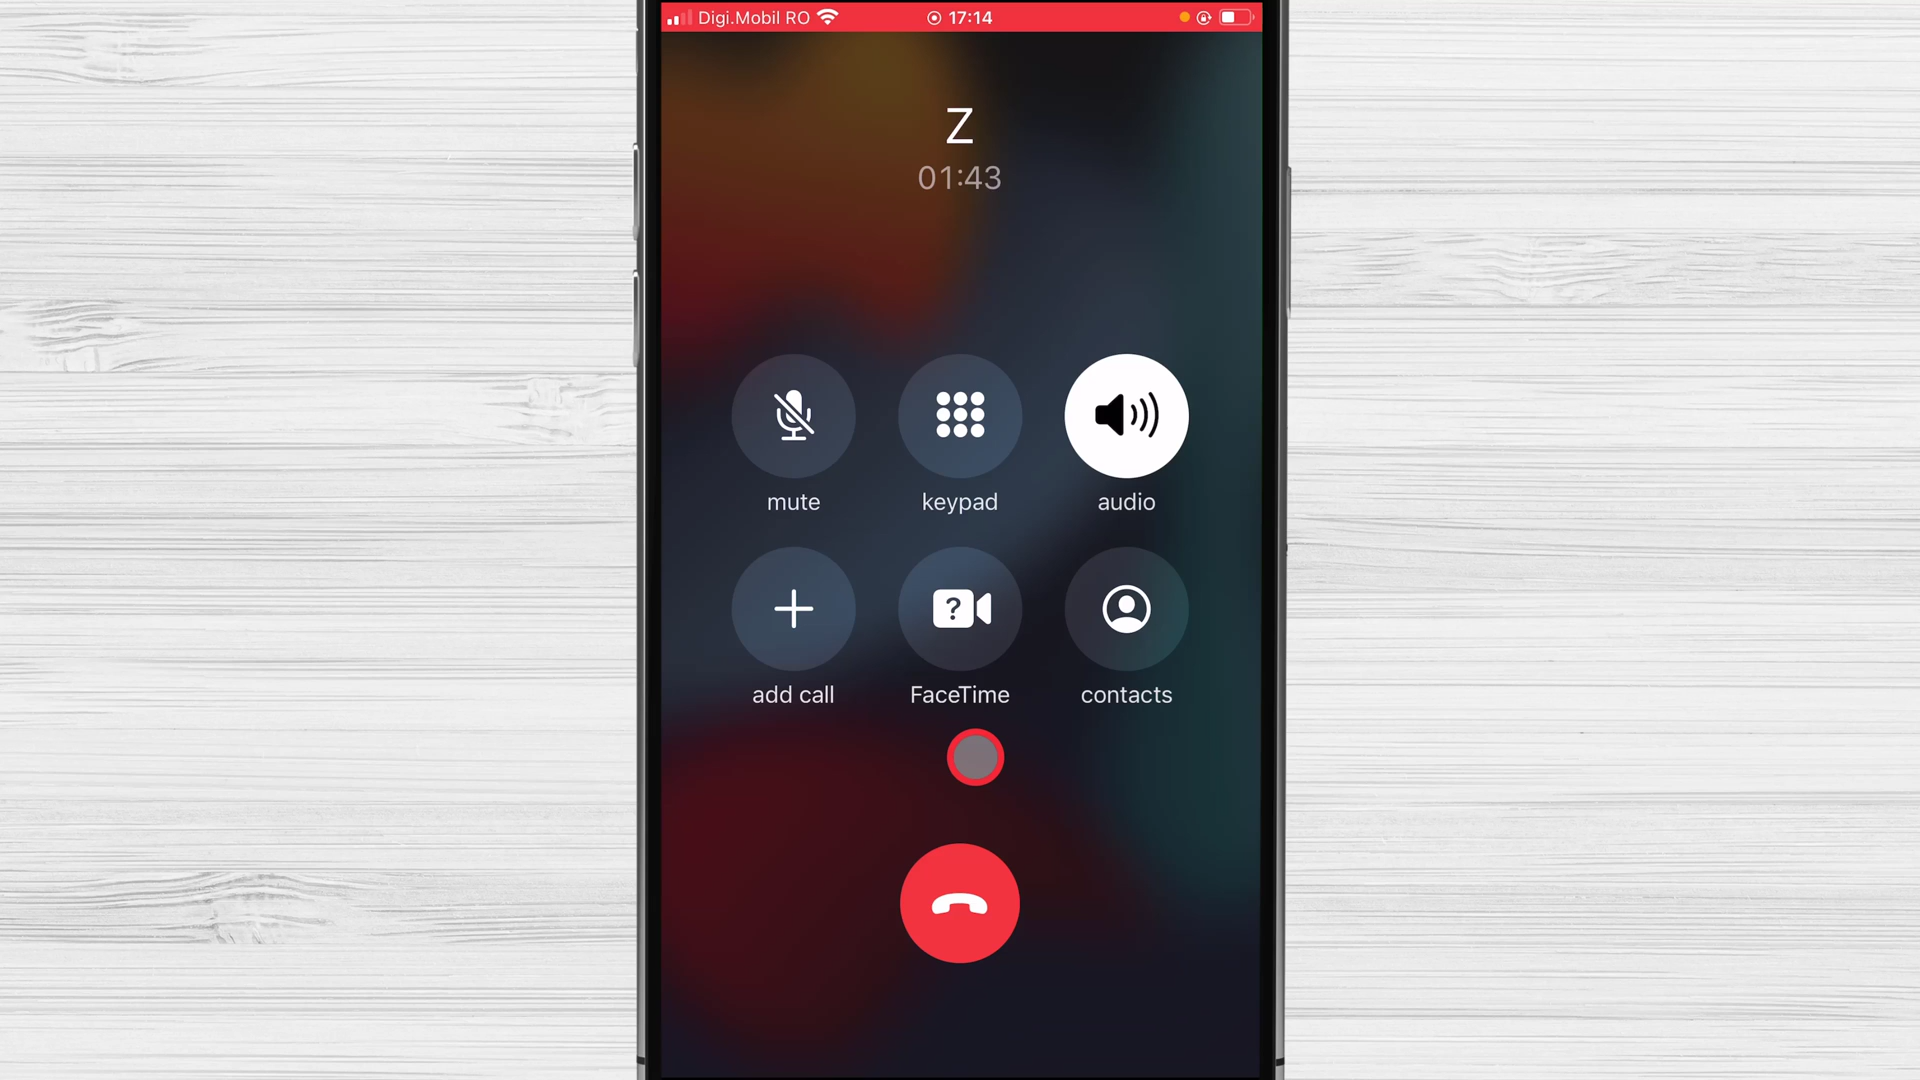 Digi.Mobil RO 17:14
Z
01:43
mute keypad audio
?
add call FaceTime contacts